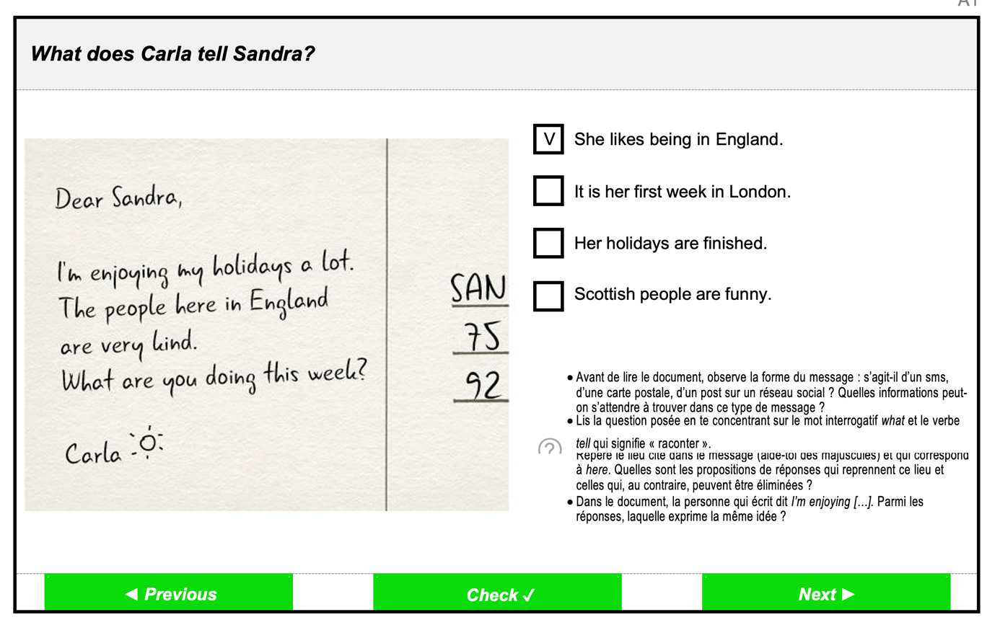 What does Carla tell Sandra?
Dear Sandra,
I'm enjoying my holidays a lot.
The people here in England
are very kind.
What are you doing this week?
Carla
SAN
75
92
V She likes being in England.
It is her first week in London.
Her holidays are finished.
Scottish people are funny.
• Avant de lire le document, observe la forme du message : s'agit-il d'un sms,
d'une carte postale, d'un post sur un réseau social ? Quelles informations peut-
on s'attendre à trouver dans ce type de message ?
• Lis la question posée en te concentrant sur le mot interrogatif what et le verbe
tell qui signifie « raconter ».
Repère le lieu cité dans le message (aide-toi des majuscules) et qui correspond
à here. Quelles sont les propositions de réponses qui reprennent ce lieu et
celles qui, au contraire, peuvent être éliminées ?
• Dans le document, la personne qui écrit dit I'm enjoying [...]. Parmi les
réponses, laquelle exprime la même idée ?
◄ Previous
Check ✓
Next ►